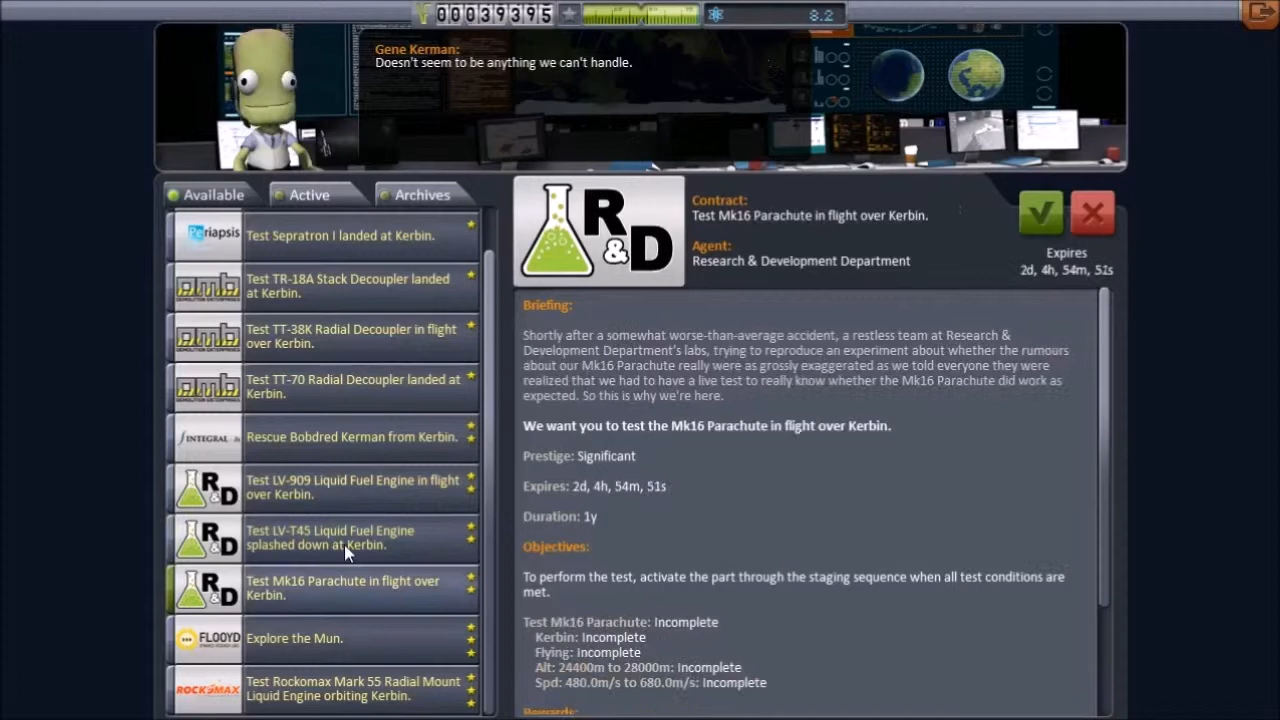 00039395
8.2
Gene Kerman:
Doesn't seem to be anything we can't handle.
Available
Active
Archives
Periapsis
Test Sepratron I landed at Kerbin.
omb
Test TR-18A Stack Decoupler landed
at Kerbin.
omb
Test TT-38K Radial Decoupler in flight
over Kerbin.
omb
Test TT-70 Radial Decoupler landed at
Kerbin.
INTEGRAL
Rescue Bobdred Kerman from Kerbin.
R&D
Test LV-909 Liquid Fuel Engine in flight
over Kerbin.
R&D
Test LV-T45 Liquid Fuel Engine
splashed down at Kerbin.
R&D
Test Mk16 Parachute in flight over
Kerbin.
FLOOYD
Explore the Mun.
ROCKOMAX
Test Rockomax Mark 55 Radial Mount
Liquid Engine orbiting Kerbin.
R&D
Contract:
Test Mk16 Parachute in flight over Kerbin.
Agent:
Research & Development Department
Expires
2d, 4h, 54m, 51s
Briefing:
Shortly after a somewhat worse-than-average accident, a restless team at Research &
Development Department's labs, trying to reproduce an experiment about whether the rumours
about our Mk16 Parachute really were as grossly exaggerated as we told everyone they were
realized that we had to have a live test to really know whether the Mk16 Parachute did work as
expected. So this is why we're here.
We want you to test the Mk16 Parachute in flight over Kerbin.
Prestige: Significant
Expires: 2d, 4h, 54m, 51s
Duration: 1y
Objectives:
To perform the test, activate the part through the staging sequence when all test conditions are
met.
Test Mk16 Parachute: Incomplete
Kerbin: Incomplete
Flying: Incomplete
Alt: 24400m to 28000m: Incomplete
Spd: 480.0m/s to 680.0m/s: Incomplete
Rewards: